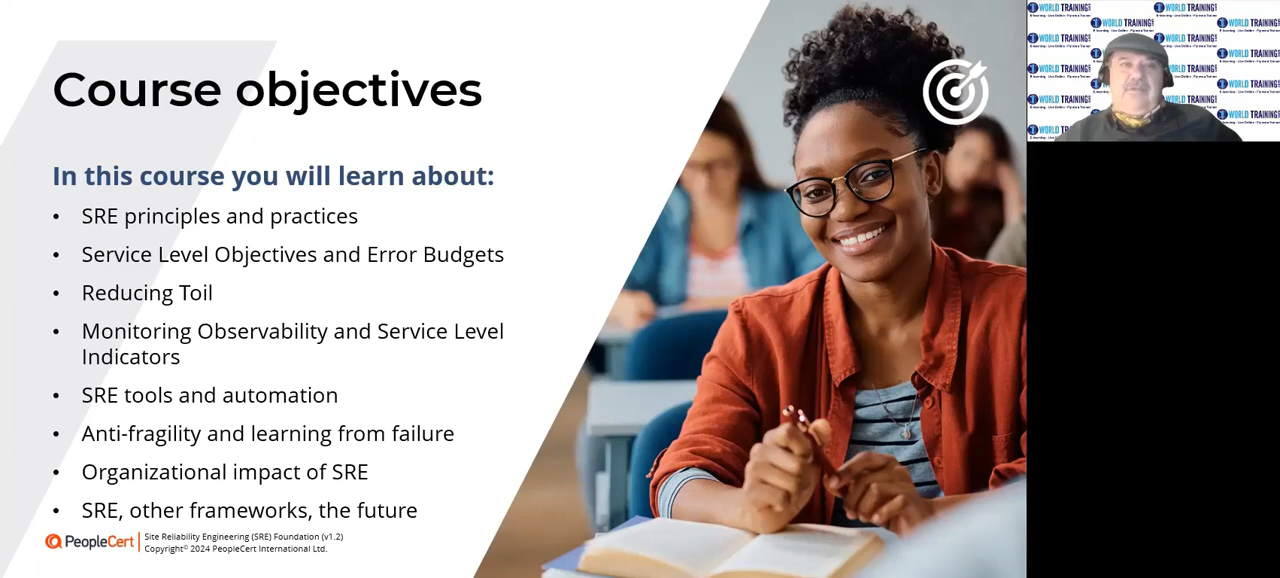 Course objectives
In this course you will learn about:
• SRE principles and practices
• Service Level Objectives and Error Budgets
• Reducing Toil
• Monitoring Observability and Service Level
Indicators
• SRE tools and automation
• Anti-fragility and learning from failure
• Organizational impact of SRE
• SRE, other frameworks, the future
PeopleCert
Site Reliability Engineering (SRE) Foundation (v1.2)
Copyright© 2024 PeopleCert International Ltd.
WORLD TRAINING